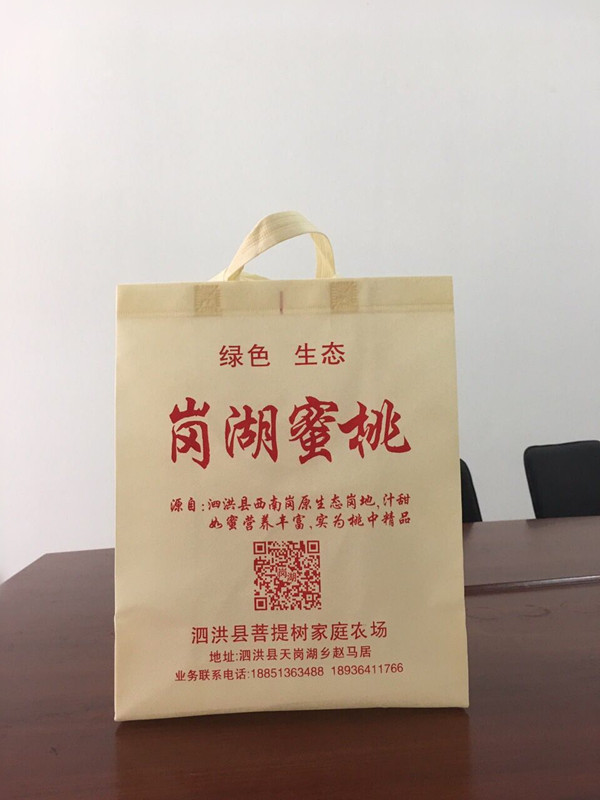 绿色 生态
岗湖蜜桃
源自:泗洪县西南岗原生态岗地,汁甜
如蜜营养丰富,实为桃中精品
岗湖
泗洪县菩提树家庭农场
地址:泗洪县天岗湖乡赵马居
业务联系电话:18851363488 18936411766